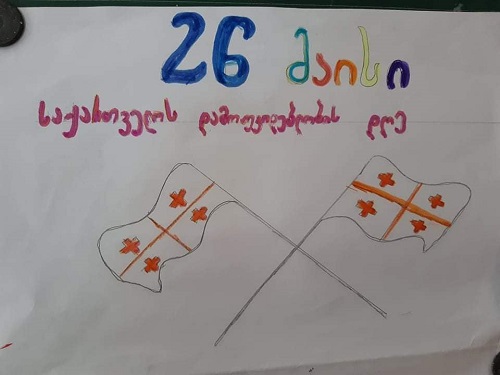 26 მაისი
საქართველოს დამოუკიდებლობის დღე